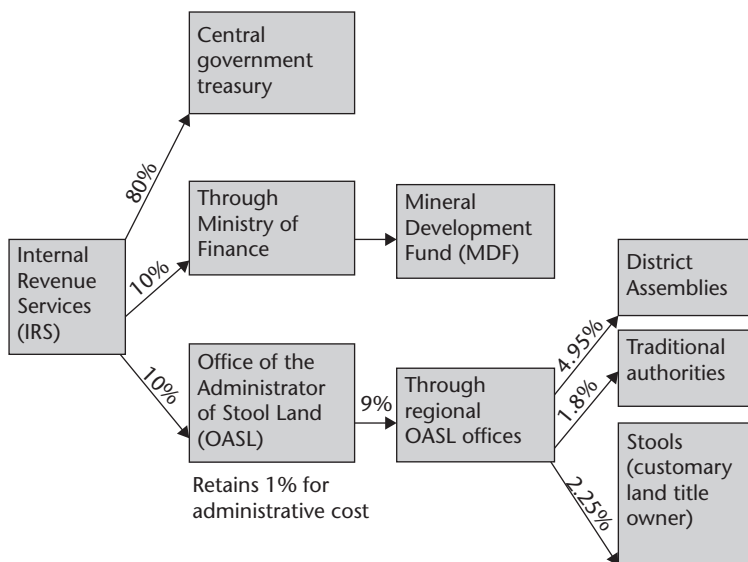 Central
government
treasury
80%
Through
Ministry of
Finance
Mineral
Development
Fund (MDF)
Internal
Revenue
Services
(IRS)
10%
District
Assemblies
10%
Office of the
Administrator
of Stool Land
(OASL)
9%
Through
regional
OASL offices
4.95%
Traditional
authorities
1.8%
Stools
(customary
land title
owner)
2.25%
Retains 1% for
administrative cost